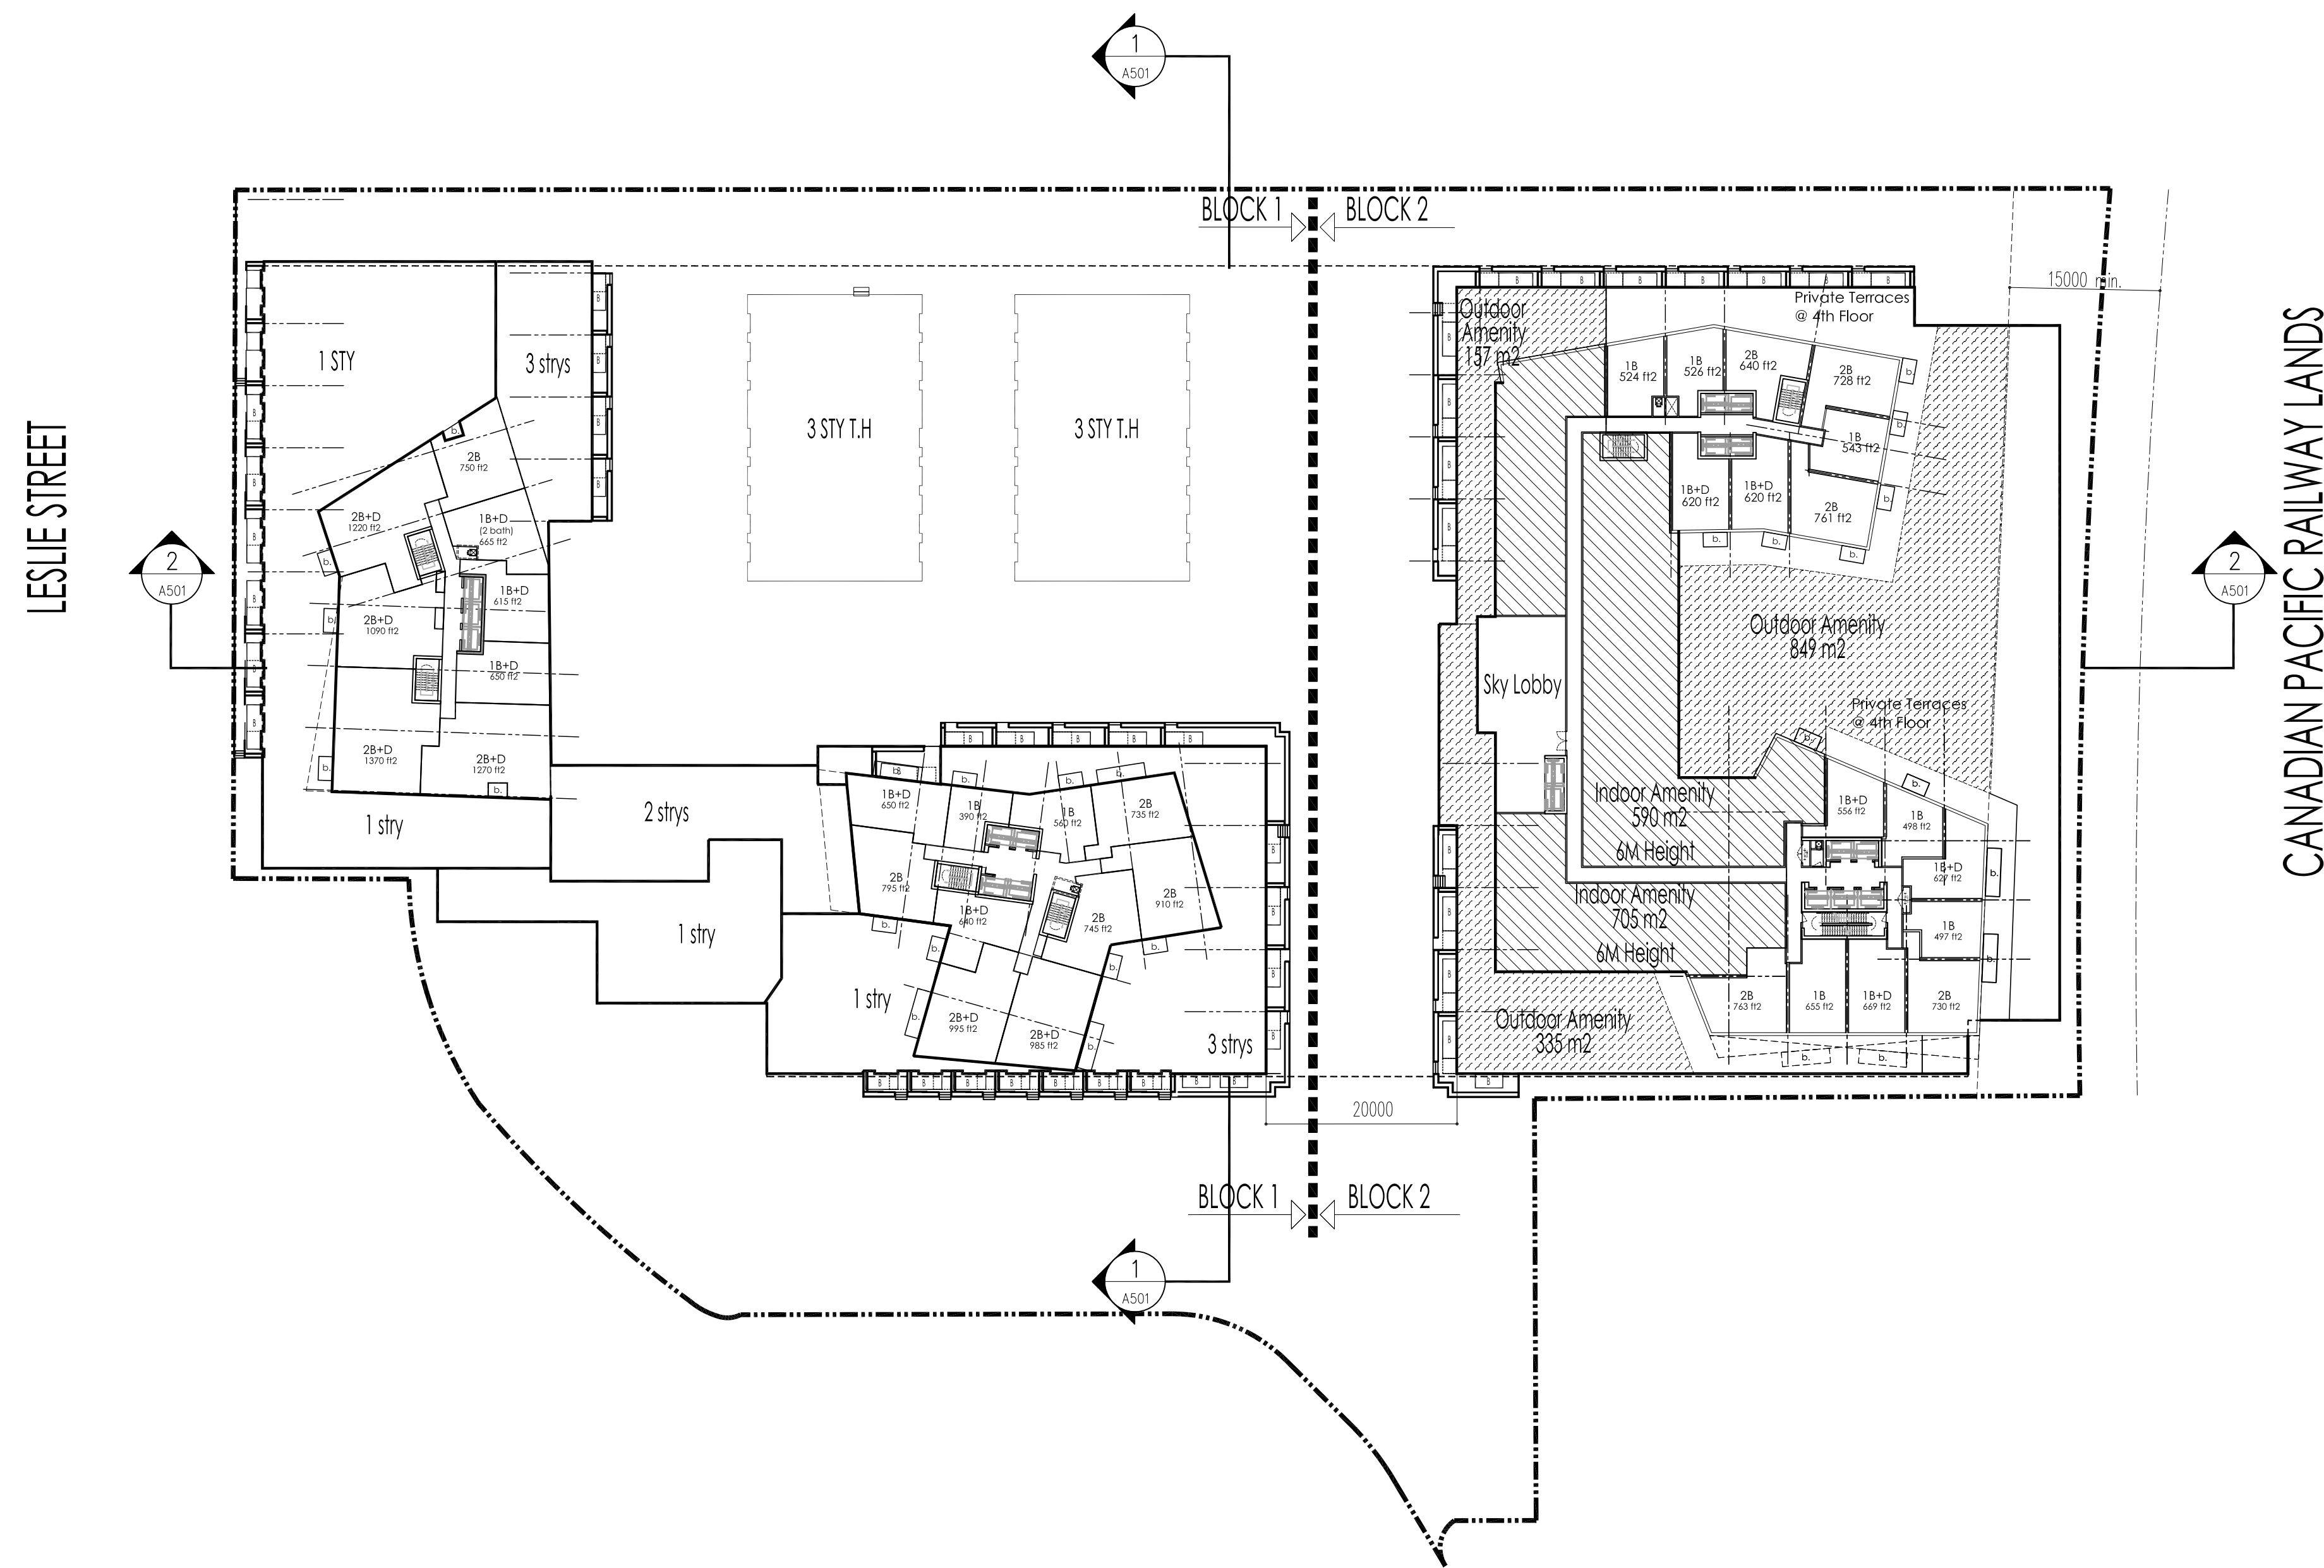 1
A501
BLOCK 1
BLOCK 2
15000 min.
LESLIE STREET
CANADIAN PACIFIC RAILWAY LANDS
2
A501
2
A501
1 STY
3 strys
B
B
B
B
B
B
B
B
B
B
b.
2B
750 ft2
2B+D
1220 ft2
1B+D
(2 bath)
665 ft2
b.
1B+D
615 ft2
b.
2B+D
1090 ft2
1B+D
650 ft2
2B+D
1370 ft2
2B+D
1270 ft2
b.
b.
1 stry
3 STY T.H
3 STY T.H
2 strys
1 stry
1 stry
3 strys
B
B
B
B
B
b.
b.
b.
b.
1B+D
650 ft2
1B
390 ft2
1B
560 ft2
2B
735 ft2
2B
795 ft2
2B
910 ft2
1B+D
640 ft2
2B
745 ft2
b.
b.
b.
b.
2B+D
995 ft2
2B+D
985 ft2
b.
b.
B
B
B
B
B
B
B
B
B
B
B
B
B
20000
B
B
B
B
B
B
B
Outdoor
Amenity
157 m2
Private Terraces
@ 4th Floor
1B
524 ft2
1B
526 ft2
2B
640 ft2
2B
728 ft2
b.
b.
1B
543 ft2
1B+D
620 ft2
1B+D
620 ft2
2B
761 ft2
b.
b.
b.
b.
B
B
B
B
Outdoor Amenity
849 m2
Sky Lobby
Private Terraces
@ 4th Floor
b.
b.
Indoor Amenity
590 m2
6M Height
1B+D
556 ft2
1B
498 ft2
1B+D
627 ft2
b.
Indoor Amenity
705 m2
6M Height
1B
497 ft2
b.
2B
763 ft2
1B
655 ft2
1B+D
669 ft2
2B
730 ft2
Outdoor Amenity
335 m2
b.
b.
B
B
B
B
B
BLOCK 1
BLOCK 2
1
A501